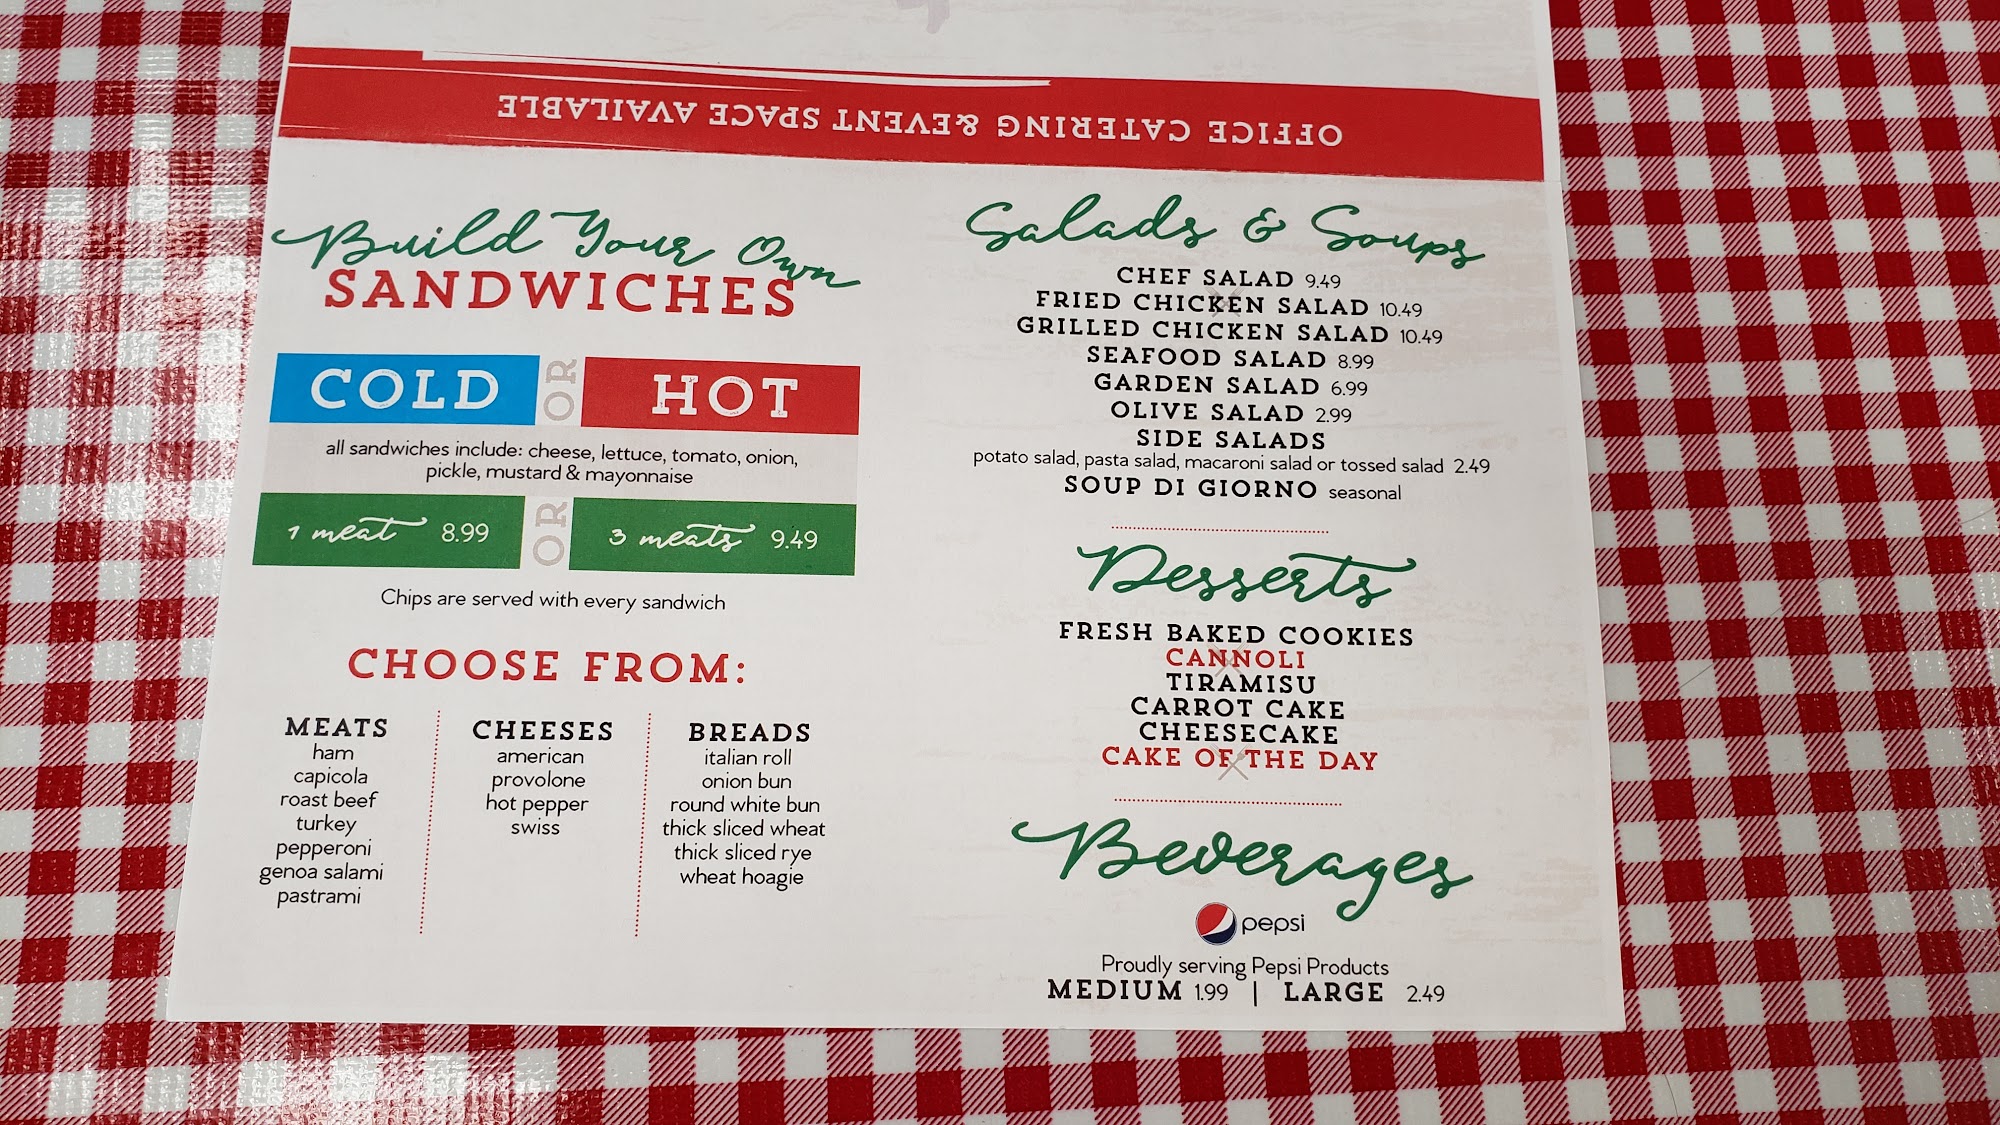 OFFICE CATERING & EVENT SPACE AVAILABLE
Build Your Own
SANDWICHES
COLD OR HOT
all sandwiches include: cheese, lettuce, tomato, onion,
pickle, mustard & mayonnaise
1 meat 8.99 OR 3 meats 9.49
Chips are served with every sandwich
CHOOSE FROM:
MEATS
ham
capicola
roast beef
turkey
pepperoni
genoa salami
pastrami
CHEESES
american
provolone
hot pepper
swiss
BREADS
italian roll
onion bun
round white bun
thick sliced wheat
thick sliced rye
wheat hoagie
Salads & Soups
CHEF SALAD 9.49
FRIED CHICKEN SALAD 10.49
GRILLED CHICKEN SALAD 10.49
SEAFOOD SALAD 8.99
GARDEN SALAD 6.99
OLIVE SALAD 2.99
SIDE SALADS
potato salad, pasta salad, macaroni salad or tossed salad 2.49
SOUP DI GIORNO seasonal
Desserts
FRESH BAKED COOKIES
CANNOLI
TIRAMISU
CARROT CAKE
CHEESECAKE
CAKE OF THE DAY
Beverages
pepsi
Proudly serving Pepsi Products
MEDIUM 1.99 | LARGE 2.49